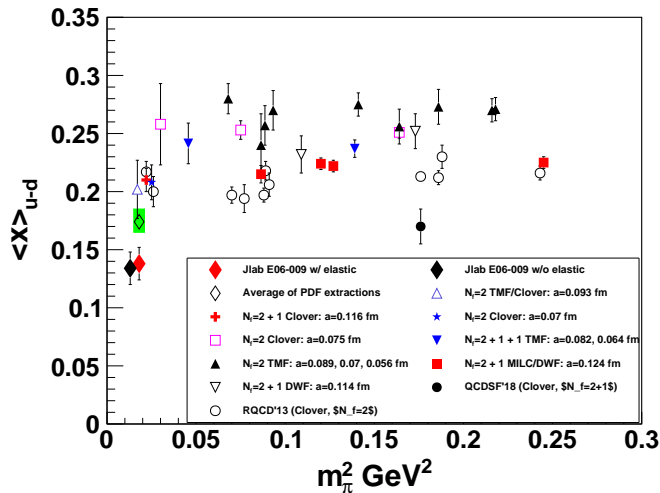 <x>u-d
0.35
0.3
0.25
0.2
0.15
0.1
0.05
0
Jlab E06-009 w/ elastic
Jlab E06-009 w/o elastic
Average of PDF extractions
Nf=2 TMF/Clover: a=0.093 fm
Nf=2 + 1 Clover: a=0.116 fm
Nf=2 Clover: a=0.07 fm
Nf=2 Clover: a=0.075 fm
Nf=2 + 1 + 1 TMF: a=0.082, 0.064 fm
Nf=2 TMF: a=0.089, 0.07, 0.056 fm
Nf=2 + 1 MILC/DWF: a=0.124 fm
Nf=2 + 1 DWF: a=0.114 fm
QCDSF'18 (Clover, $N_f=2+1$)
RQCD'13 (Clover, $N_f=2$)
0 0.05 0.1 0.15 0.2 0.25 0.3
m²π GeV²